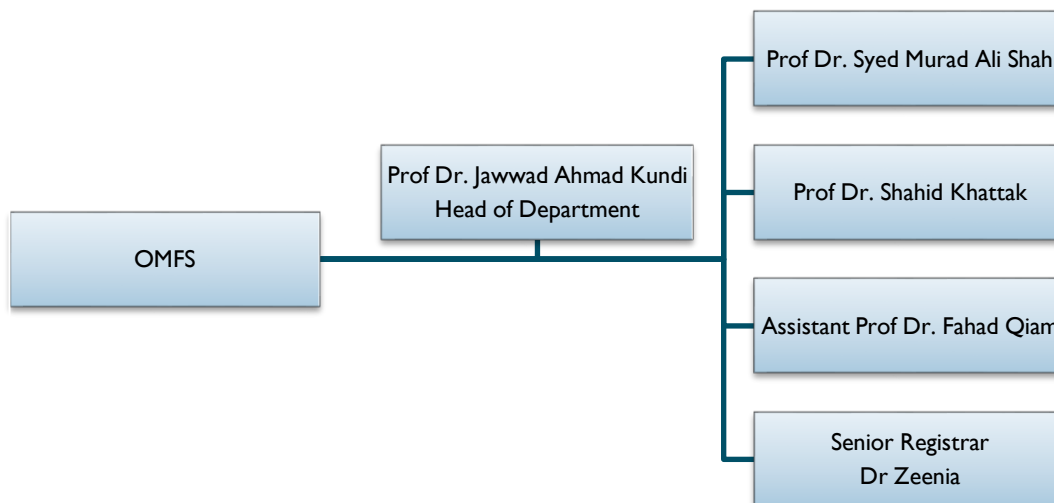 OMFS
Prof Dr. Jawwad Ahmad Kundi
Head of Department
Prof Dr. Syed Murad Ali Shah
Prof Dr. Shahid Khattak
Assistant Prof Dr. Fahad Qiam
Senior Registrar
Dr Zeenia